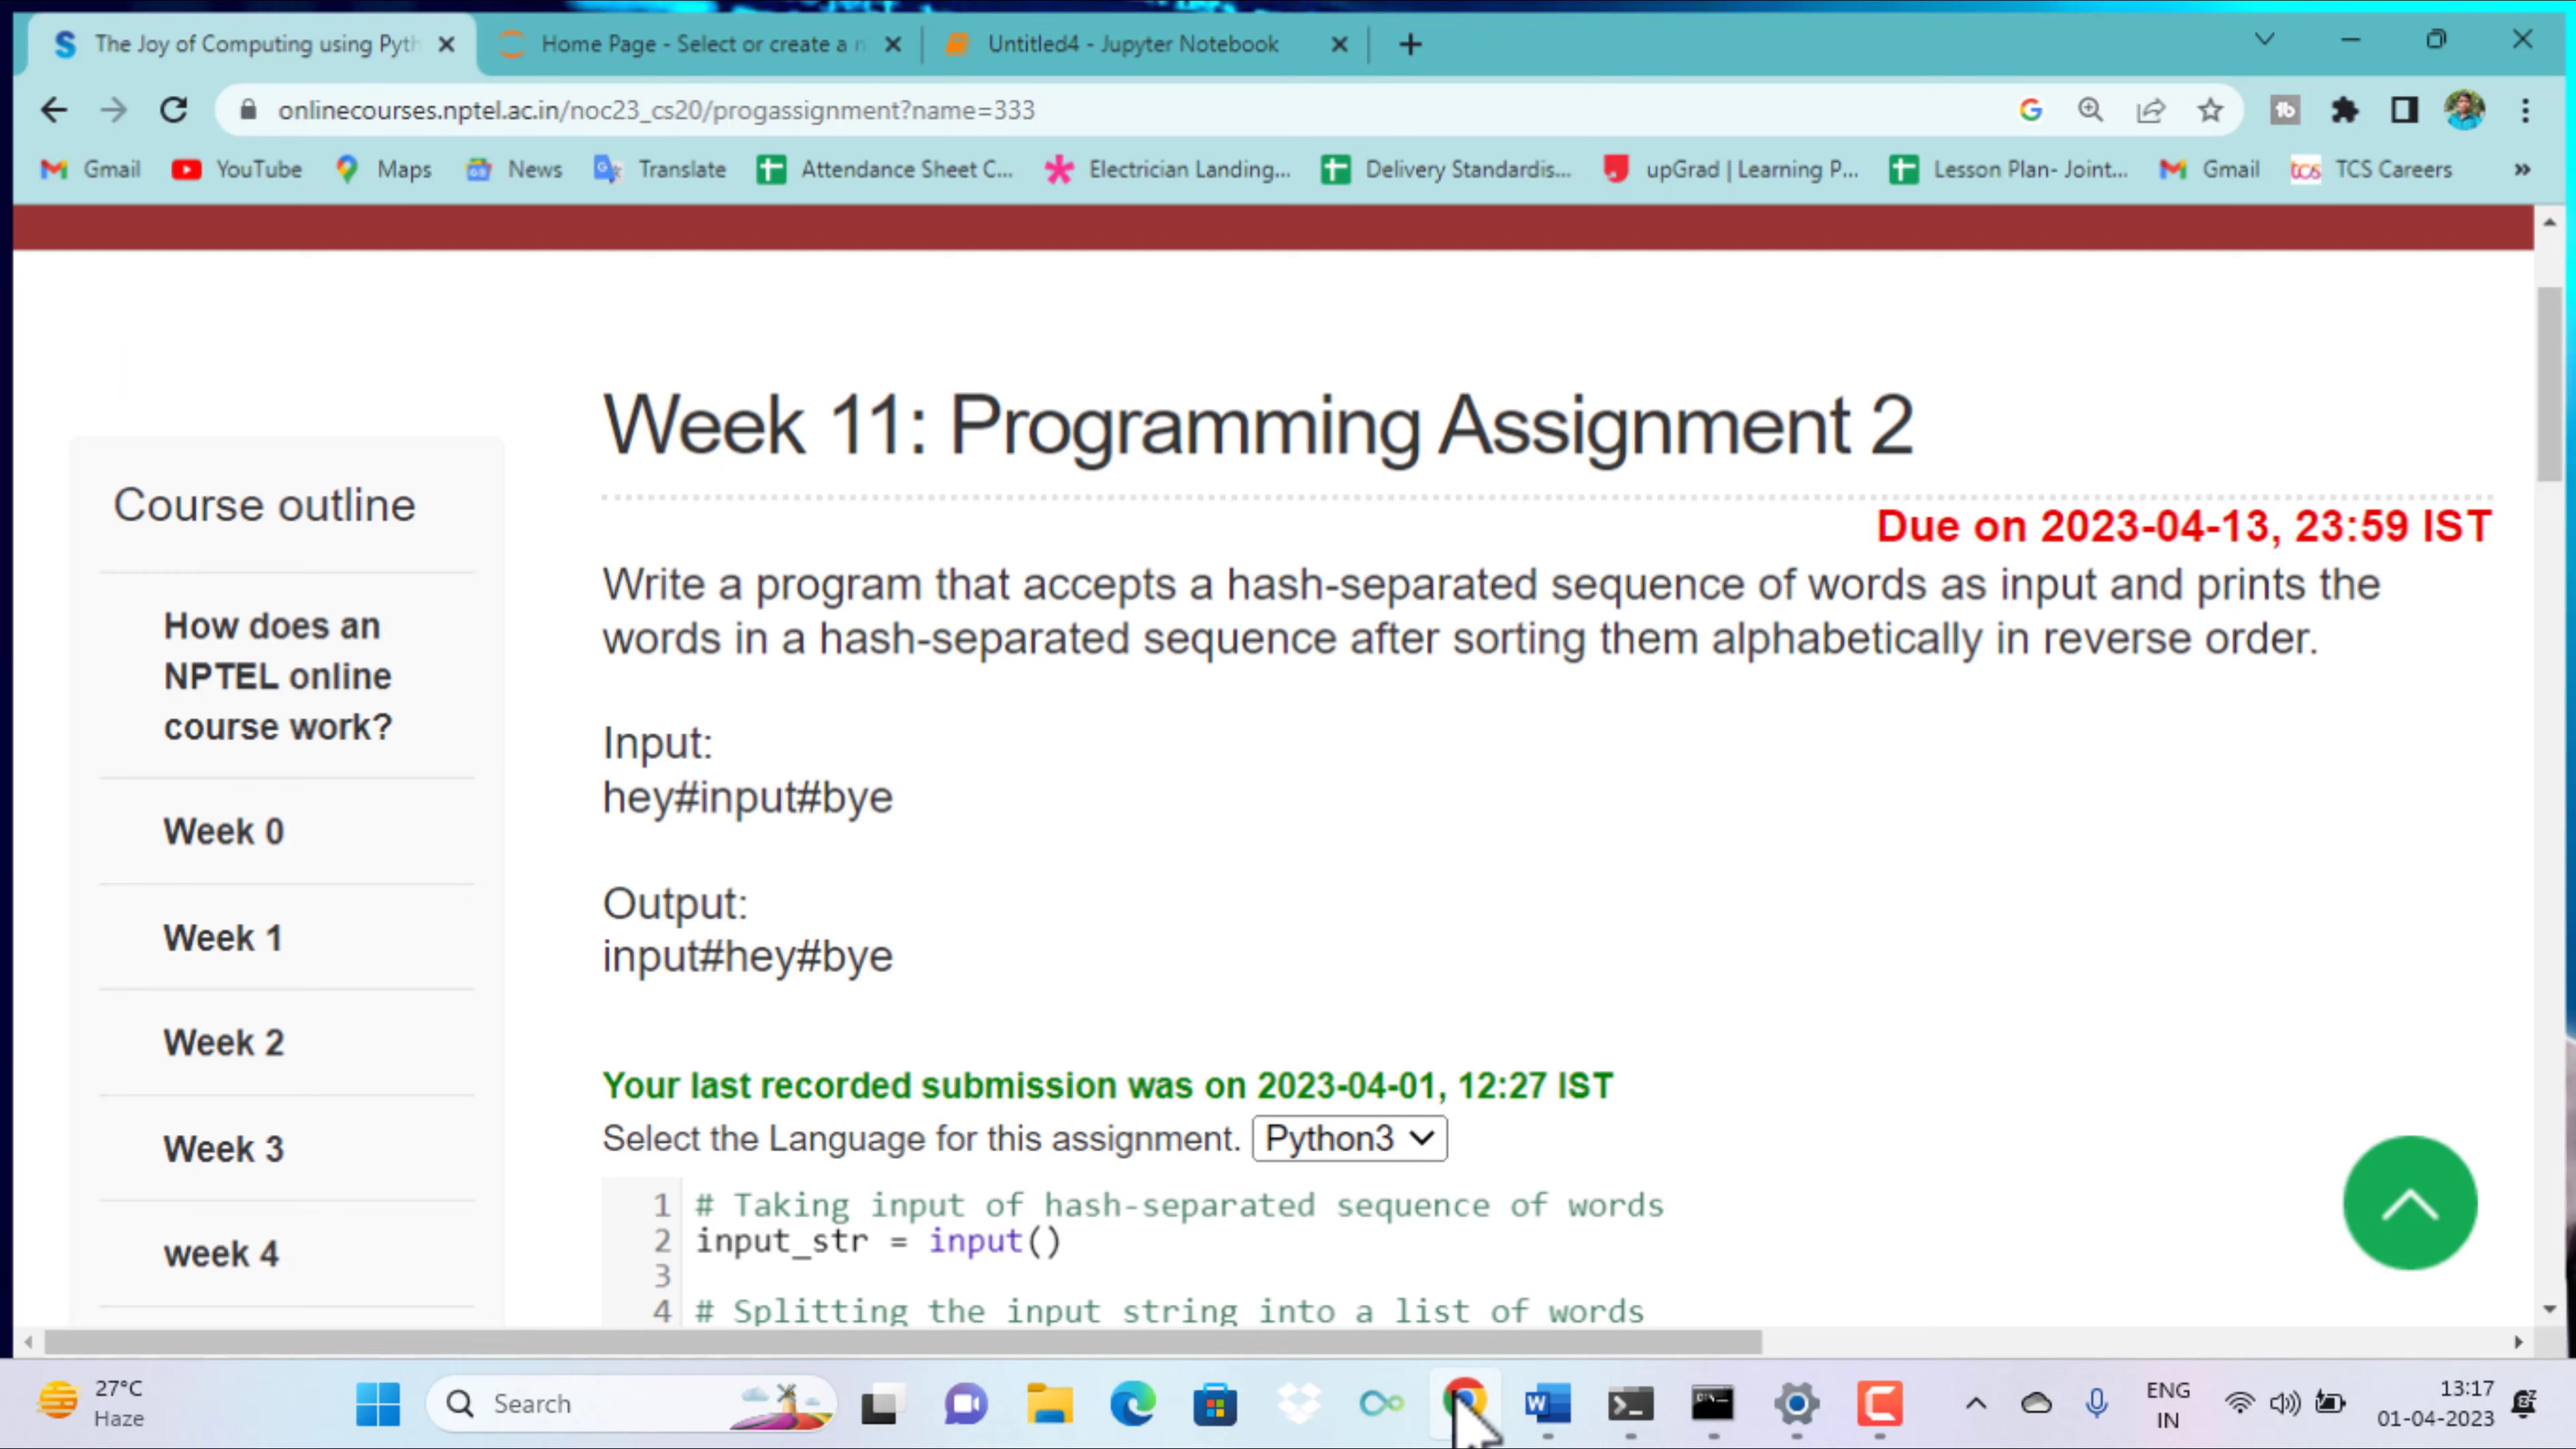 The Joy of Computing using Pyth
Home Page - Select or create a n
Untitled4 - Jupyter Notebook
onlinecourses.nptel.ac.in/noc23_cs20/progassignment?name=333
Gmail
YouTube
Maps
News
Translate
Attendance Sheet C...
Electrician Landing...
Delivery Standardis...
upGrad | Learning P...
Lesson Plan- Joint...
Gmail
tcs
TCS Careers
Week 11: Programming Assignment 2
Due on 2023-04-13, 23:59 IST
Write a program that accepts a hash-separated sequence of words as input and prints the
words in a hash-separated sequence after sorting them alphabetically in reverse order.
Input:
hey#input#bye
Output:
input#hey#bye
Your last recorded submission was on 2023-04-01, 12:27 IST
Select the Language for this assignment. Python3
1 # Taking input of hash-separated sequence of words
2 input_str = input()
3
4 # Splitting the input string into a list of words
Course outline
How does an
NPTEL online
course work?
Week 0
Week 1
Week 2
Week 3
week 4
27°C
Haze
Search
ENG
IN
13:17
01-04-2023